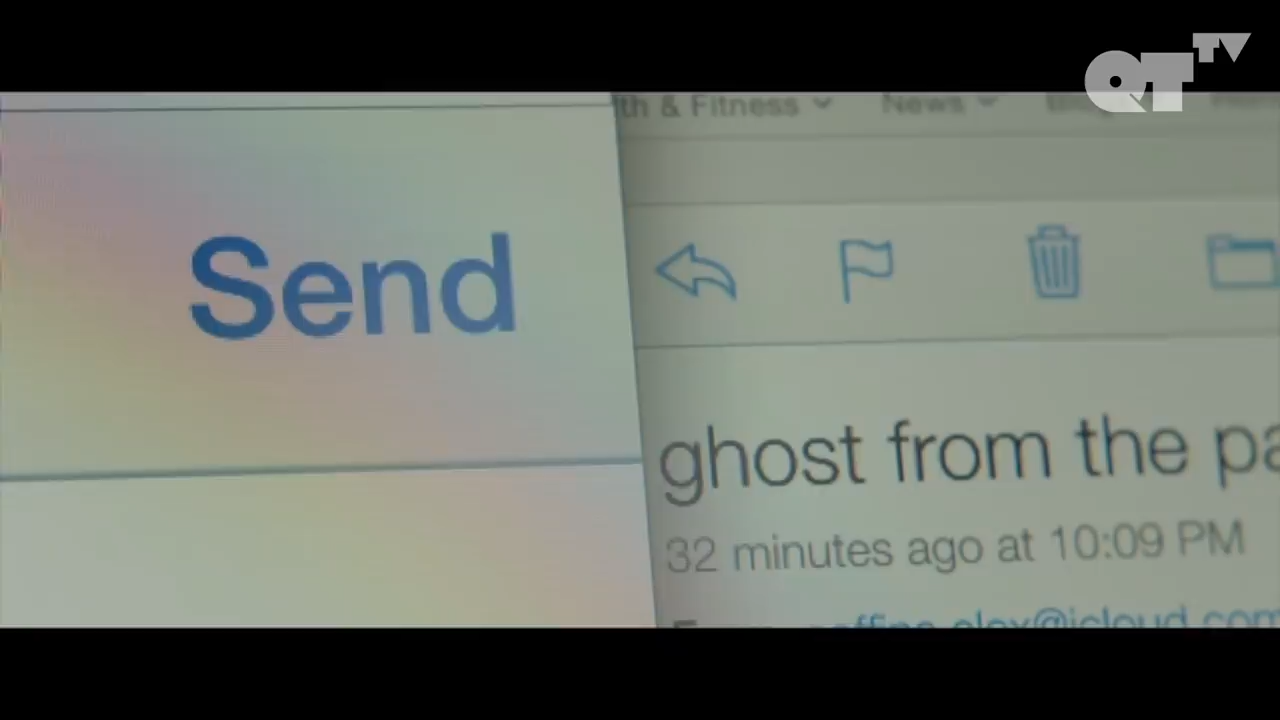 QT TV
th & Fitness
News
Send
ghost from the pa
32 minutes ago at 10:09 PM